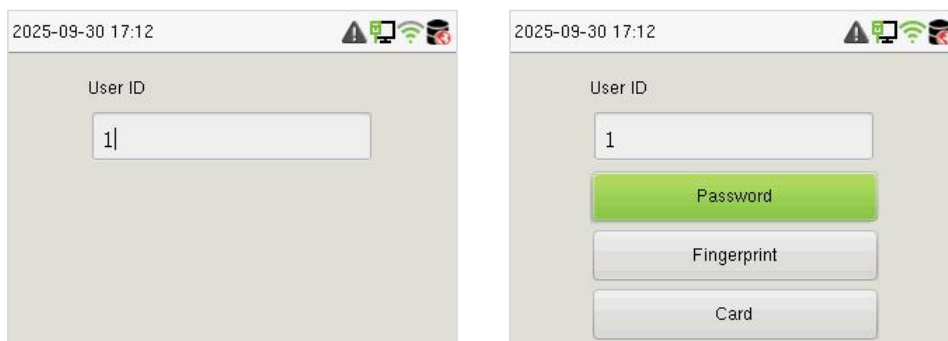 2025-09-30 17:12
User ID
1
2025-09-30 17:12
User ID
1
Password
Fingerprint
Card